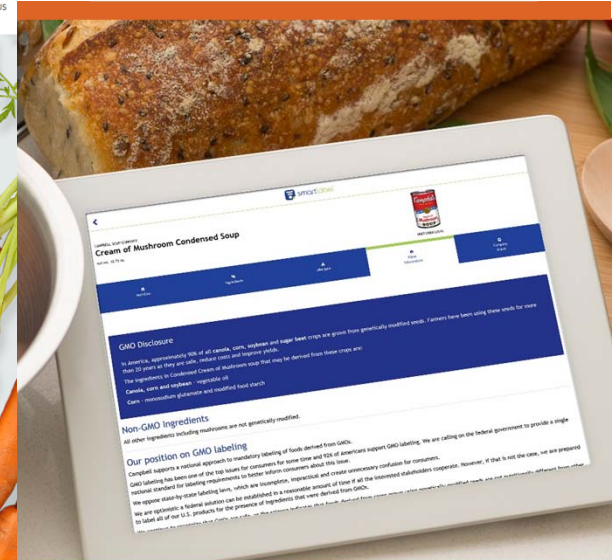 US
smartlabel
CAMPBELL SOUP COMPANY
Cream of Mushroom Condensed Soup
Campbell's
SOUP
Nutrition
Ingredients
Allergens
Other
Information
Company
GMO Disclosure
In America, approximately 90% of all canola, corn, soybean and sugar beet crops are grown from genetically modified seeds. Farmers have been using these seeds for more
than 20 years as they are safe, reduce costs and improve yields.
The ingredients in Condensed Cream of Mushroom soup that may be derived from these crops are:
Canola, corn and soybean - vegetable oil
Corn - monosodium glutamate and modified food starch
Non-GMO Ingredients
All other ingredients including mushrooms are not genetically modified.
Our position on GMO labeling
Campbell supports a national approach to mandatory labeling of foods derived from GMOs.
GMO labeling has been one of the top issues for consumers for some time and 92% of Americans support GMO labeling. We are calling on the federal government to provide a single
national standard for labeling requirements to better inform consumers about this issue.
We oppose state-by-state labeling laws, which are incomplete, impractical and create unnecessary confusion for consumers.
We are optimistic a federal solution can be established in a reasonable amount of time if all the interested stakeholders cooperate. However, if that is not the case, we are prepared
to label all of our U.S. products for the presence of ingredients that were derived from GMOs.